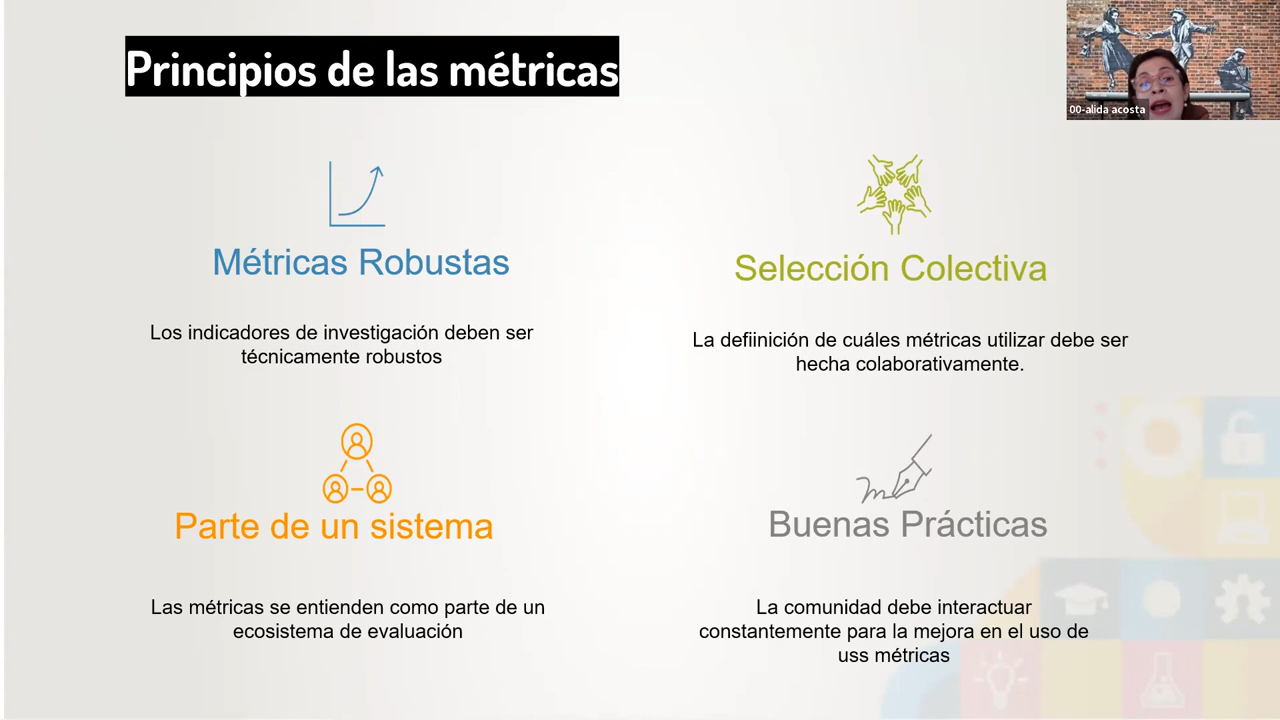 Principios de las métricas
00-alida acosta
Métricas Robustas
Los indicadores de investigación deben ser
técnicamente robustos
Selección Colectiva
La defiinición de cuáles métricas utilizar debe ser
hecha colaborativamente.
Parte de un sistema
Las métricas se entienden como parte de un
ecosistema de evaluación
Buenas Prácticas
La comunidad debe interactuar
constantemente para la mejora en el uso de
uss métricas